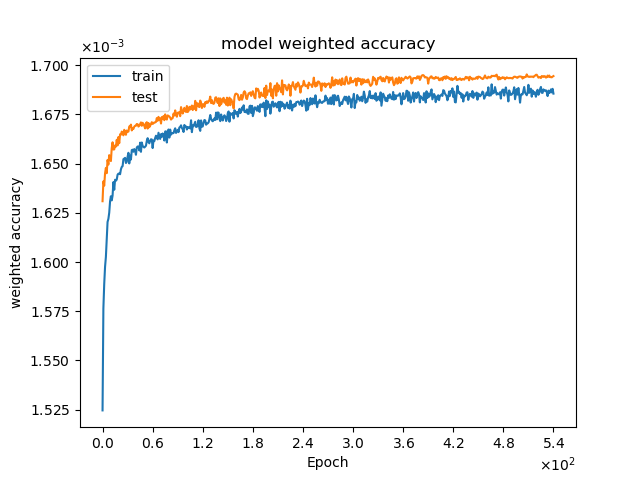 model weighted accuracy
×10⁻³
1.700
1.675
1.650
1.625
1.600
1.575
1.550
1.525
weighted accuracy
train
test
0.0 0.6 1.2 1.8 2.4 3.0 3.6 4.2 4.8 5.4
Epoch
×10²